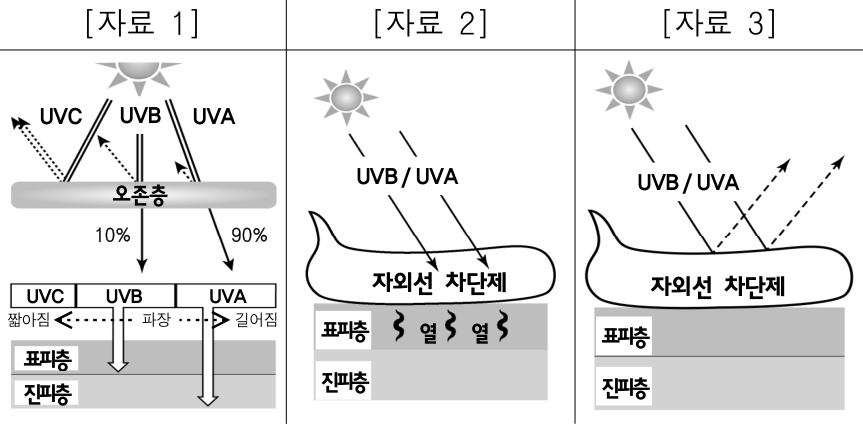 [자료 1]
UVC UVB UVA
오존층
10% 90%
UVC UVB UVA
짧아짐 파장 길어짐
표피층
진피층
[자료 2]
UVB / UVA
자외선 차단제
표피층 열 열
진피층
[자료 3]
UVB / UVA
자외선 차단제
표피층
진피층